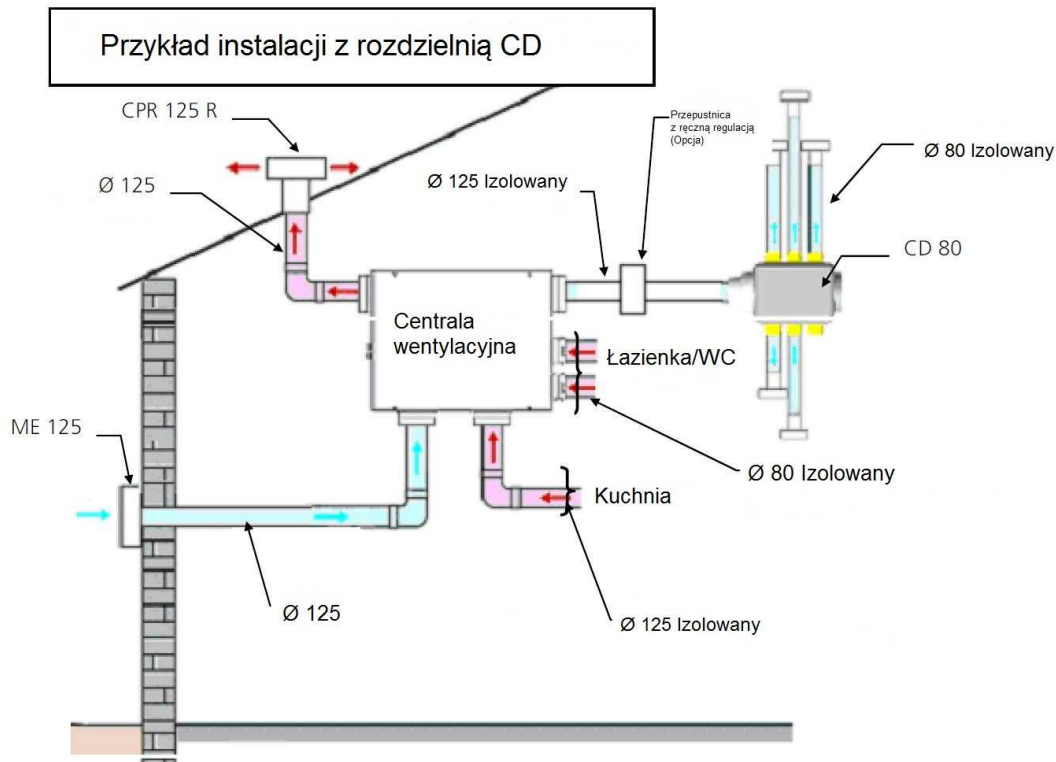 Przykład instalacji z rozdzielnią CD
CPR 125 R
Ø 125
Przepustnica
z ręczną regulacją
(Opcja)
Ø 125 Izolowany
Ø 80 Izolowany
CD 80
Centrala
wentylacyjna
Łazienka/WC
ME 125
Ø 80 Izolowany
Kuchnia
Ø 125
Ø 125 Izolowany